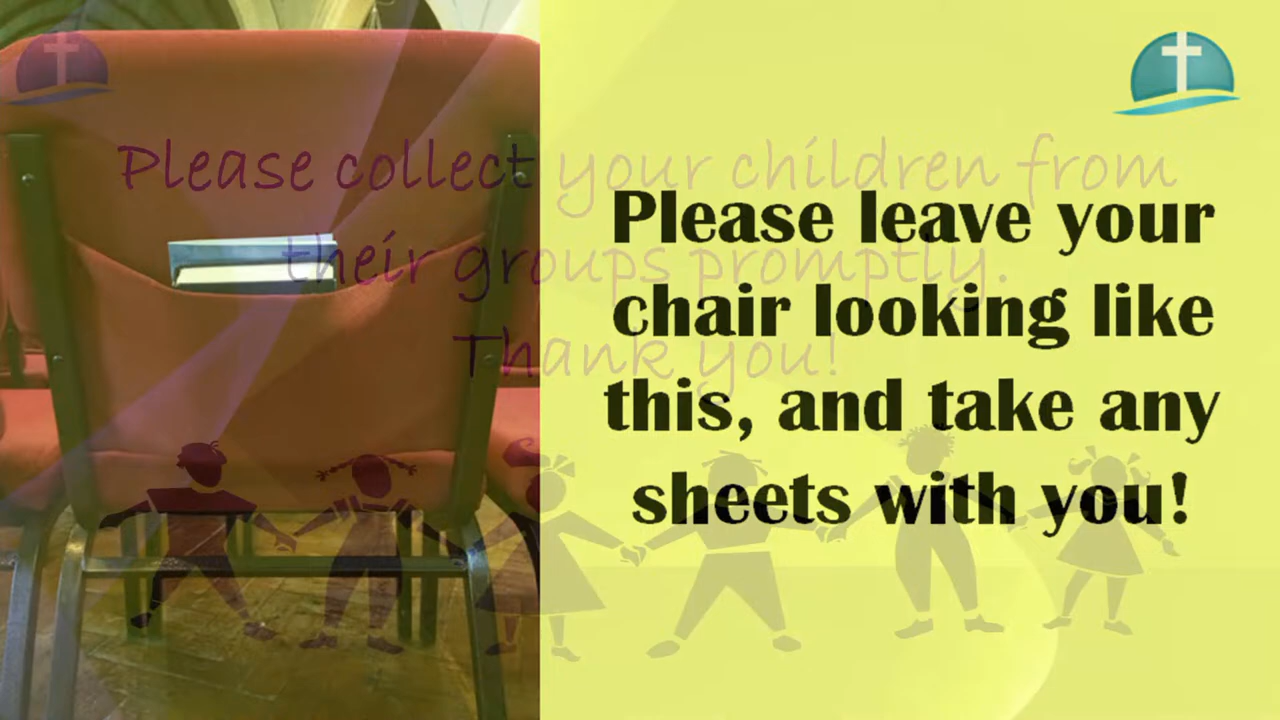 Please collect your children from
their groups promptly.
Thank you!
Please leave your
chair looking like
this, and take any
sheets with you!